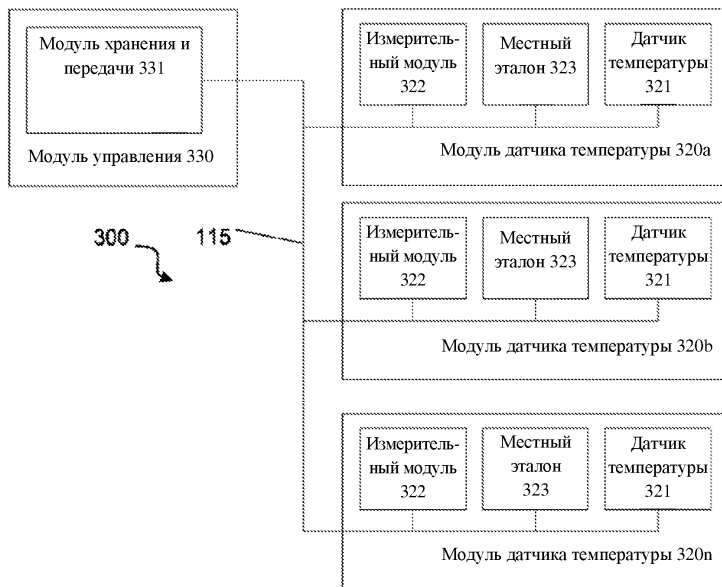 Модуль хранения и
передачи 331
Модуль управления 330
Измеритель-
ный модуль
322
Местный
эталон 323
Датчик
температуры
321
Модуль датчика температуры 320a
300
115
Измеритель-
ный модуль
322
Местный
эталон 323
Датчик
температуры
321
Модуль датчика температуры 320b
Измеритель-
ный модуль
322
Местный
эталон
323
Датчик
температуры
321
Модуль датчика температуры 320n